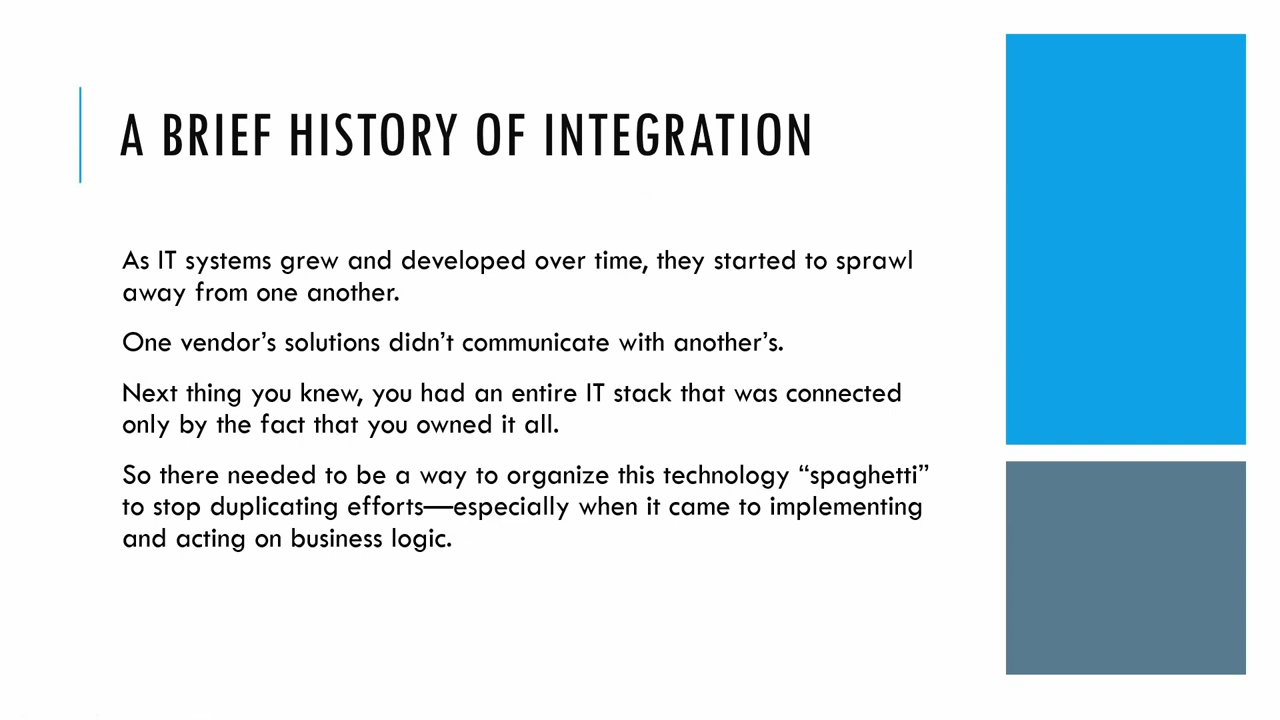 A BRIEF HISTORY OF INTEGRATION
As IT systems grew and developed over time, they started to sprawl
away from one another.
One vendor’s solutions didn’t communicate with another’s.
Next thing you knew, you had an entire IT stack that was connected
only by the fact that you owned it all.
So there needed to be a way to organize this technology “spaghetti”
to stop duplicating efforts—especially when it came to implementing
and acting on business logic.